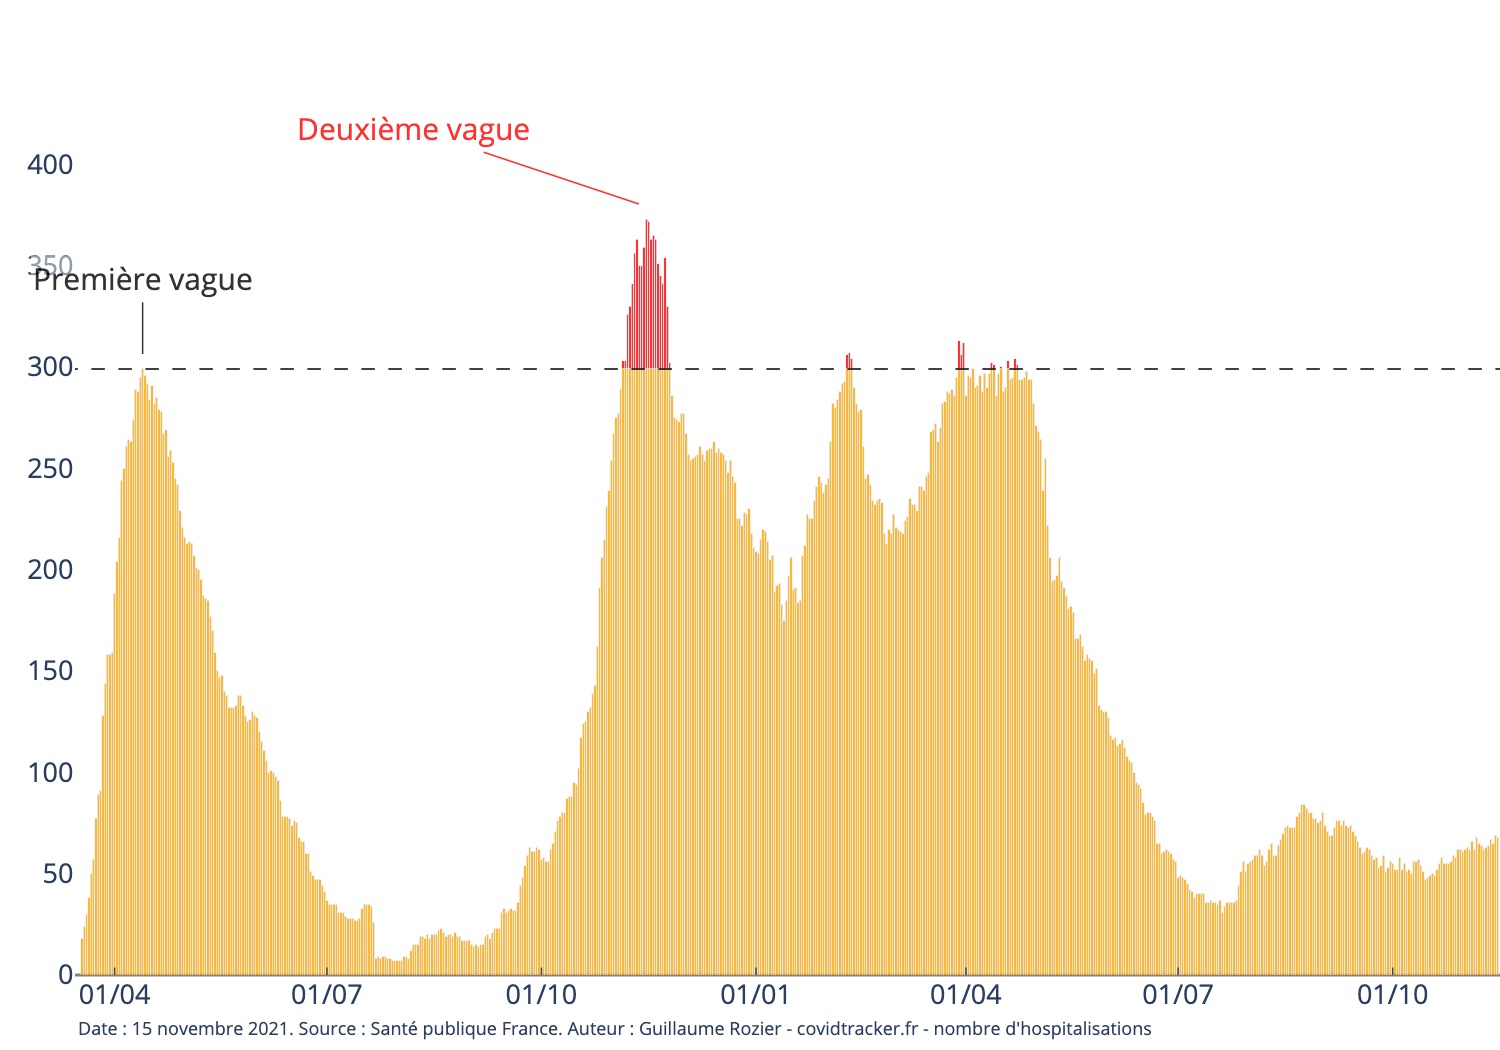 Deuxième vague
400
350
Première vague
300
250
200
150
100
50
0
01/04 01/07 01/10 01/01 01/04 01/07 01/10
Date : 15 novembre 2021. Source : Santé publique France. Auteur : Guillaume Rozier - covidtracker.fr - nombre d'hospitalisations